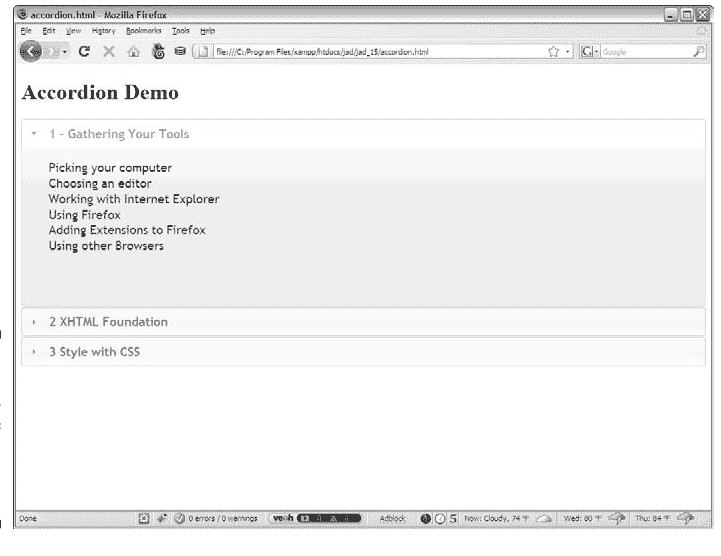 accordion.html - Mozilla Firefox
File Edit View History Bookmarks Tools Help
file:///C:/Program Files/xampp/htdocs/jad/jad_15/accordion.html
G Google
Accordion Demo
1 - Gathering Your Tools
Picking your computer
Choosing an editor
Working with Internet Explorer
Using Firefox
Adding Extensions to Firefox
Using other Browsers
2 XHTML Foundation
3 Style with CSS
Done 0 errors / 0 warnings Adblock 5 Now: Cloudy, 74 °F Wed: 80 °F Thu: 84 °F